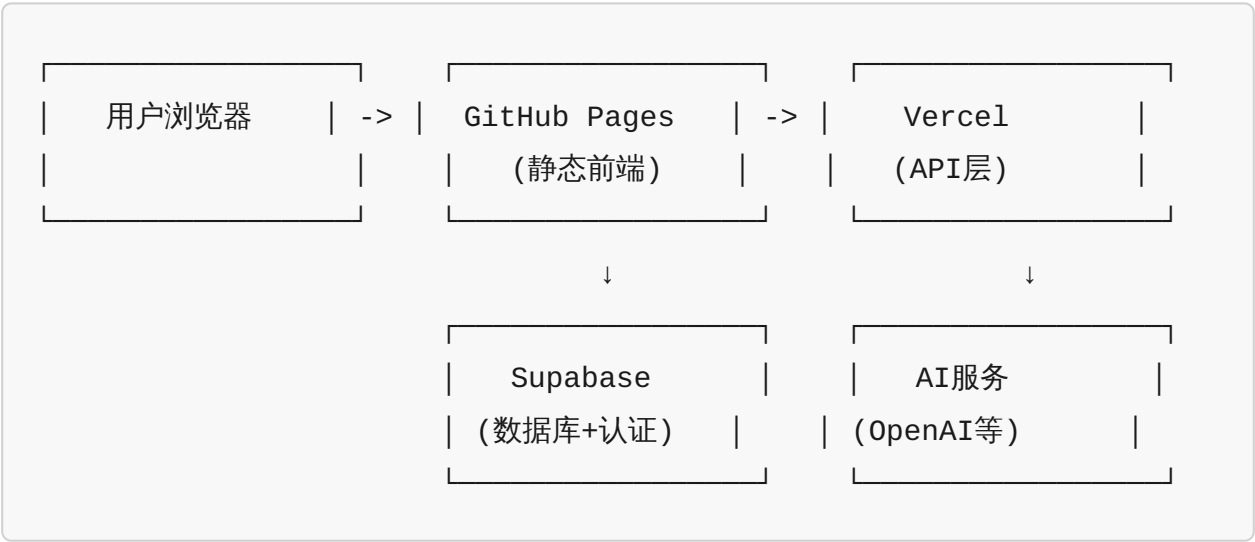 用户浏览器 -> GitHub Pages -> Vercel
(静态前端) (API层)
↓ ↓
Supabase AI服务
(数据库+认证) (OpenAI等)